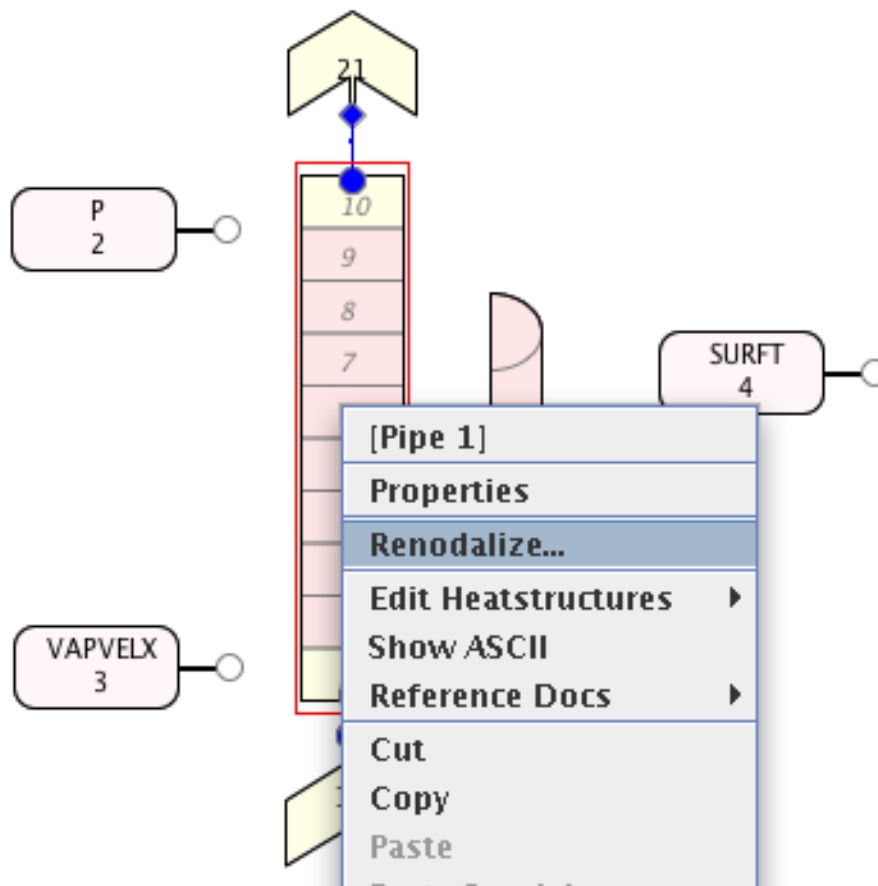 21
P
2
10
9
8
7
SURFT
4
[Pipe 1]
Properties
Renodalize...
Edit Heatstructures
Show ASCII
Reference Docs
VAPVELX
3
Cut
Copy
Paste